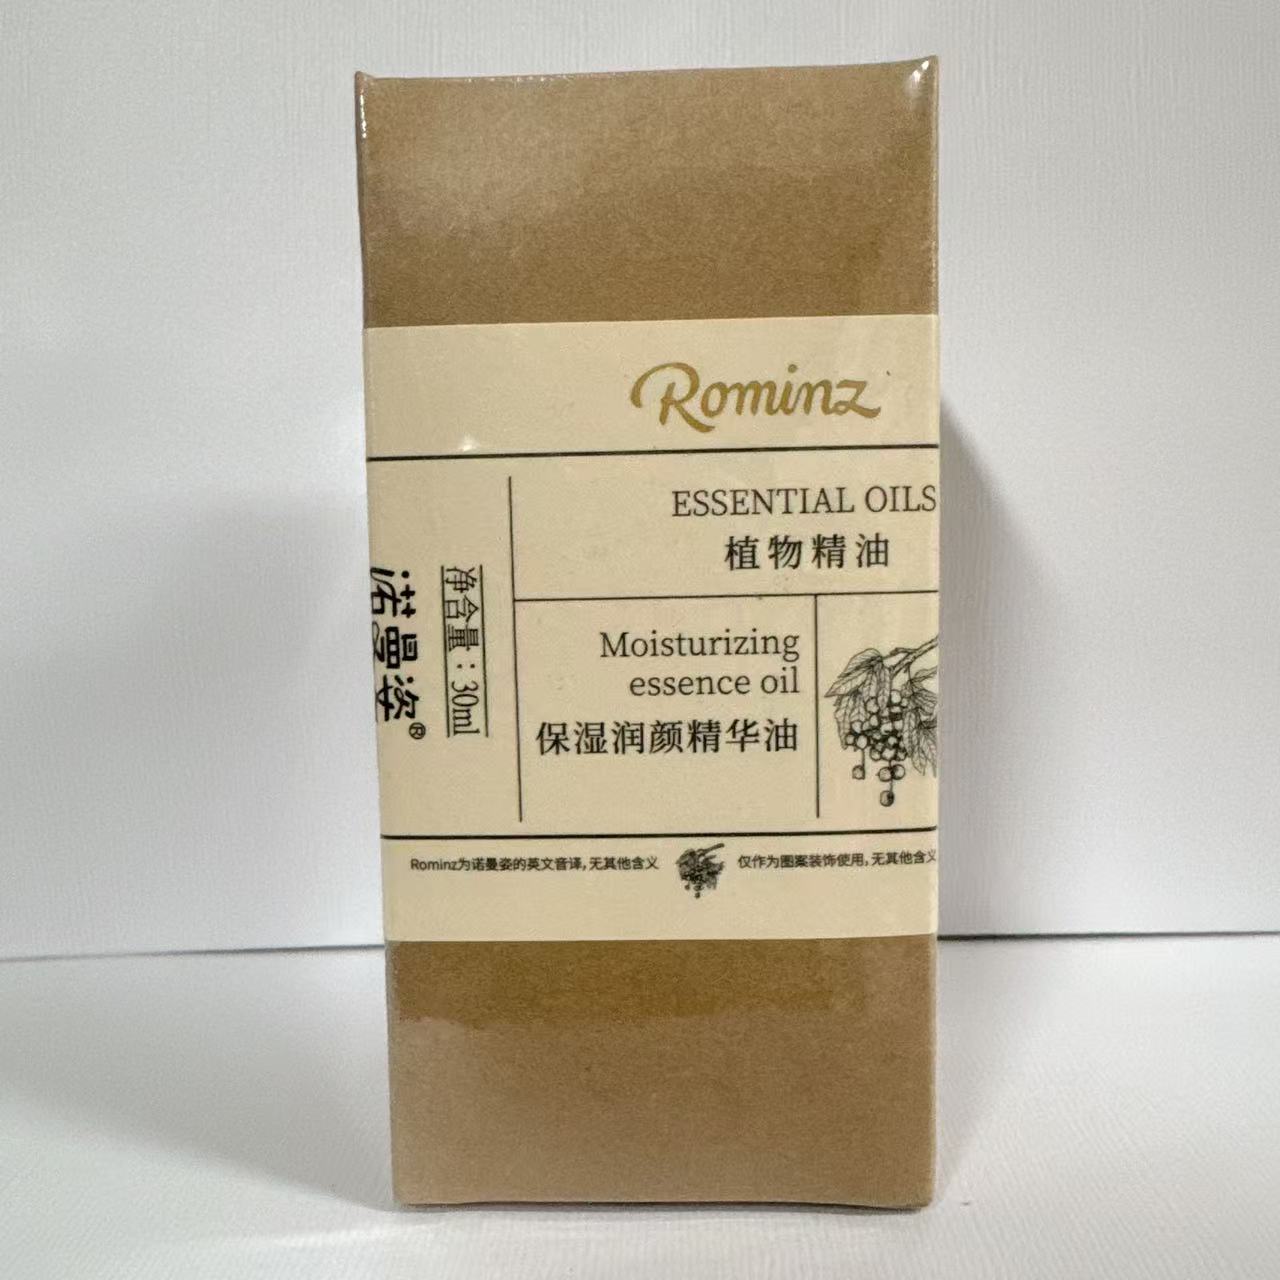 Rominz
ESSENTIAL OILS
植物精油
Moisturizing
essence oil
保湿润颜精华油
诺曼姿®
净含量：30ml
Rominz为诺曼姿的英文音译，无其他含义
仅作为图案装饰使用，无其他含义